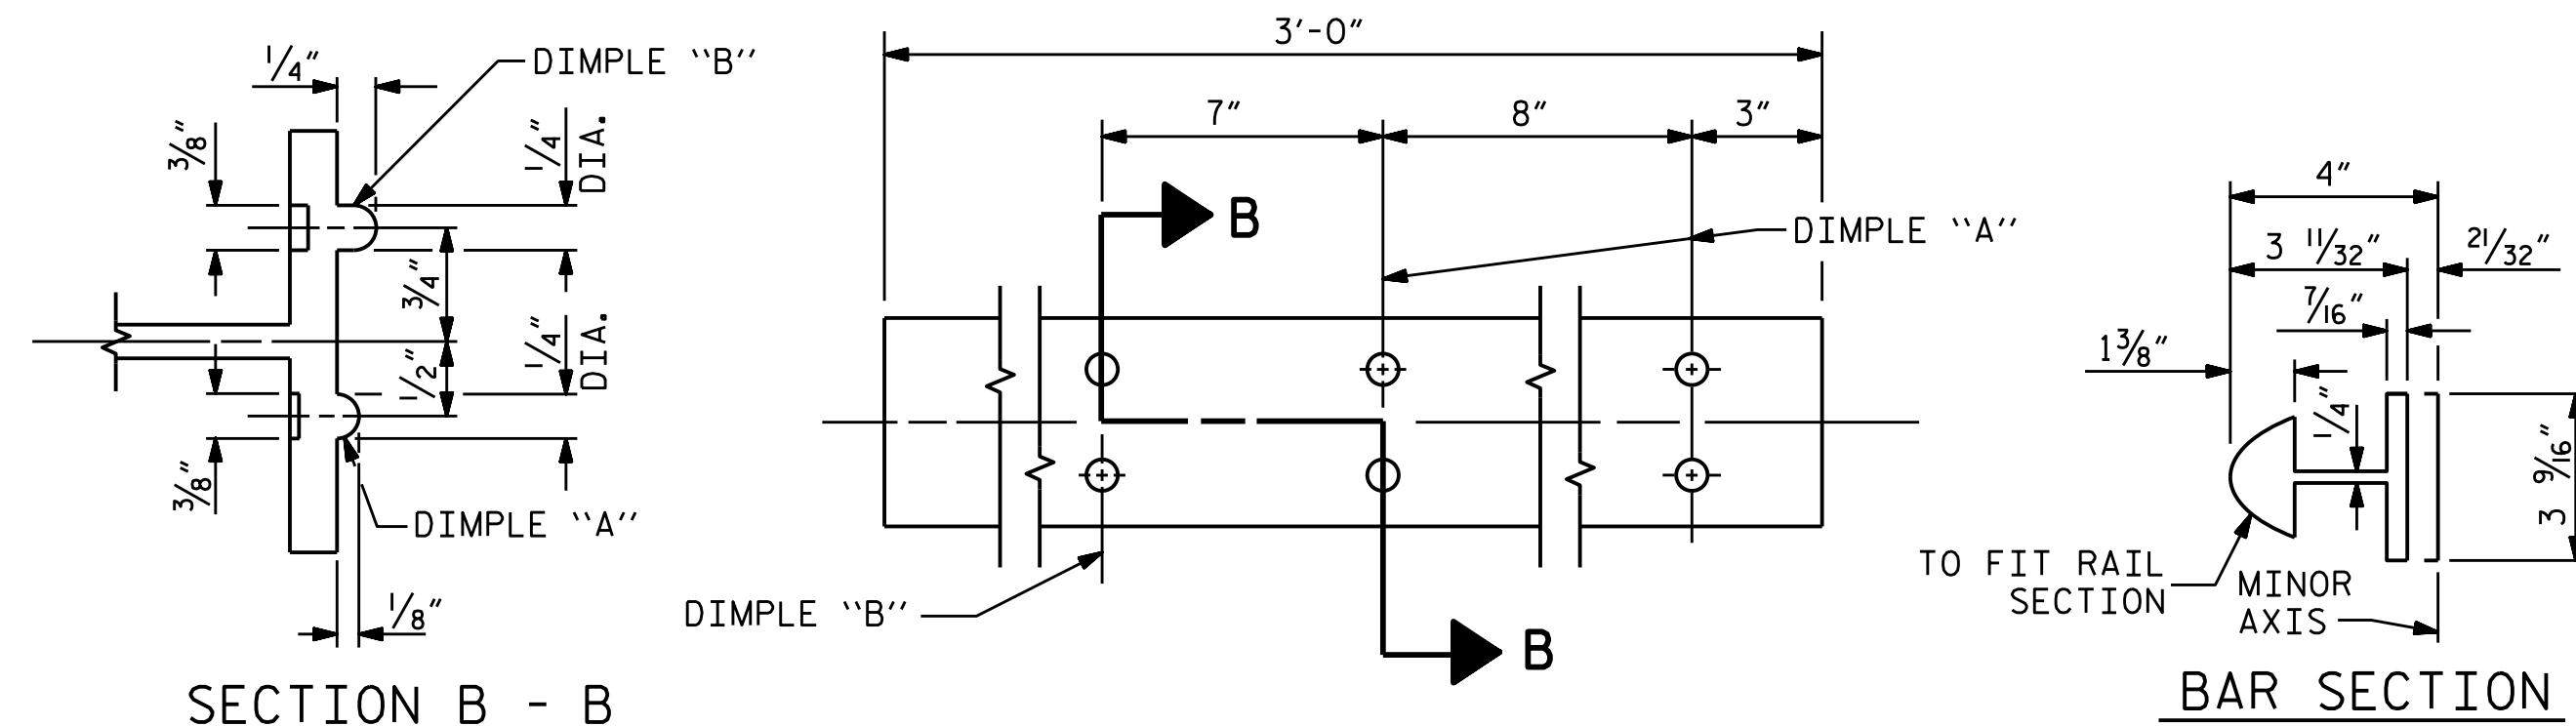 1/4"
DIMPLE ``B''
3/8"
1/4"
DIA.
3/4"
1/2"
1/4"
DIA.
3/8"
DIMPLE ``A''
1/8"
SECTION B - B
3'-0"
7"
8"
3"
B
DIMPLE ``A''
DIMPLE ``B''
B
4"
3 11/32"
21/32"
7/16"
1 3/8"
1/4"
3 9/16"
TO FIT RAIL
SECTION
MINOR
AXIS
BAR SECTION